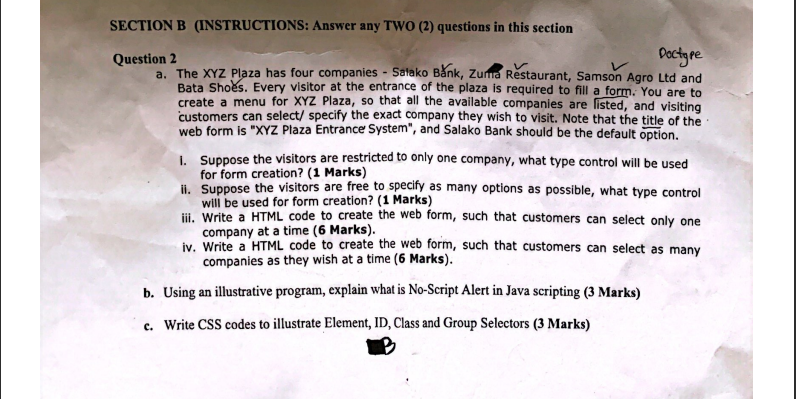 SECTION B (INSTRUCTIONS: Answer any TWO (2) questions in this section
Doctype
Question 2
a. The XYZ Plaza has four companies - Salako Bank, Zuma Restaurant, Samson Agro Ltd and
Bata Shoes. Every visitor at the entrance of the plaza is required to fill a form. You are to
create a menu for XYZ Plaza, so that all the available companies are listed, and visiting
customers can select/ specify the exact company they wish to visit. Note that the title of the
web form is "XYZ Plaza Entrance System", and Salako Bank should be the default option.
i. Suppose the visitors are restricted to only one company, what type control will be used
for form creation? (1 Marks)
ii. Suppose the visitors are free to specify as many options as possible, what type control
will be used for form creation? (1 Marks)
iii. Write a HTML code to create the web form, such that customers can select only one
company at a time (6 Marks).
iv. Write a HTML code to create the web form, such that customers can select as many
companies as they wish at a time (6 Marks).
b. Using an illustrative program, explain what is No-Script Alert in Java scripting (3 Marks)
c. Write CSS codes to illustrate Element, ID, Class and Group Selectors (3 Marks)